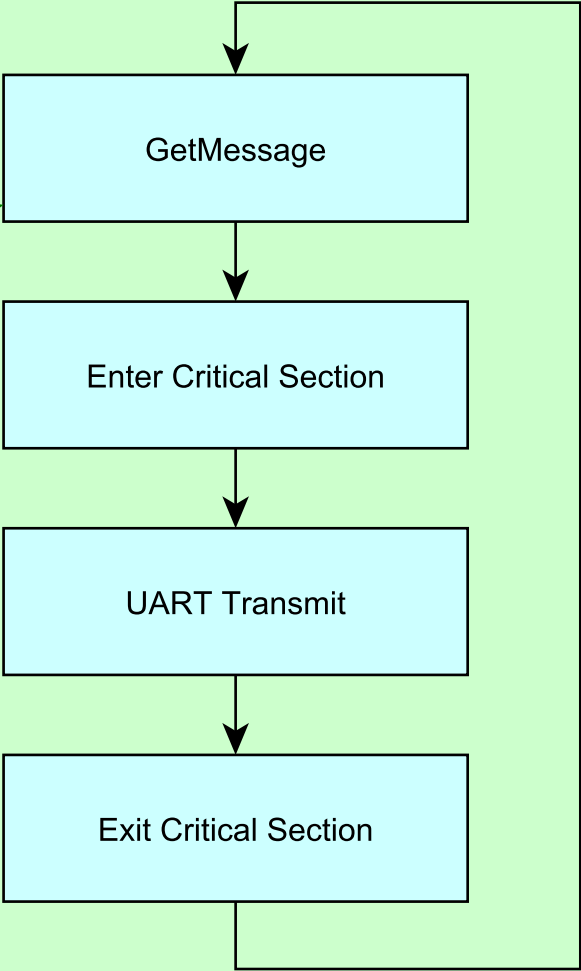 GetMessage
Enter Critical Section
UART Transmit
Exit Critical Section